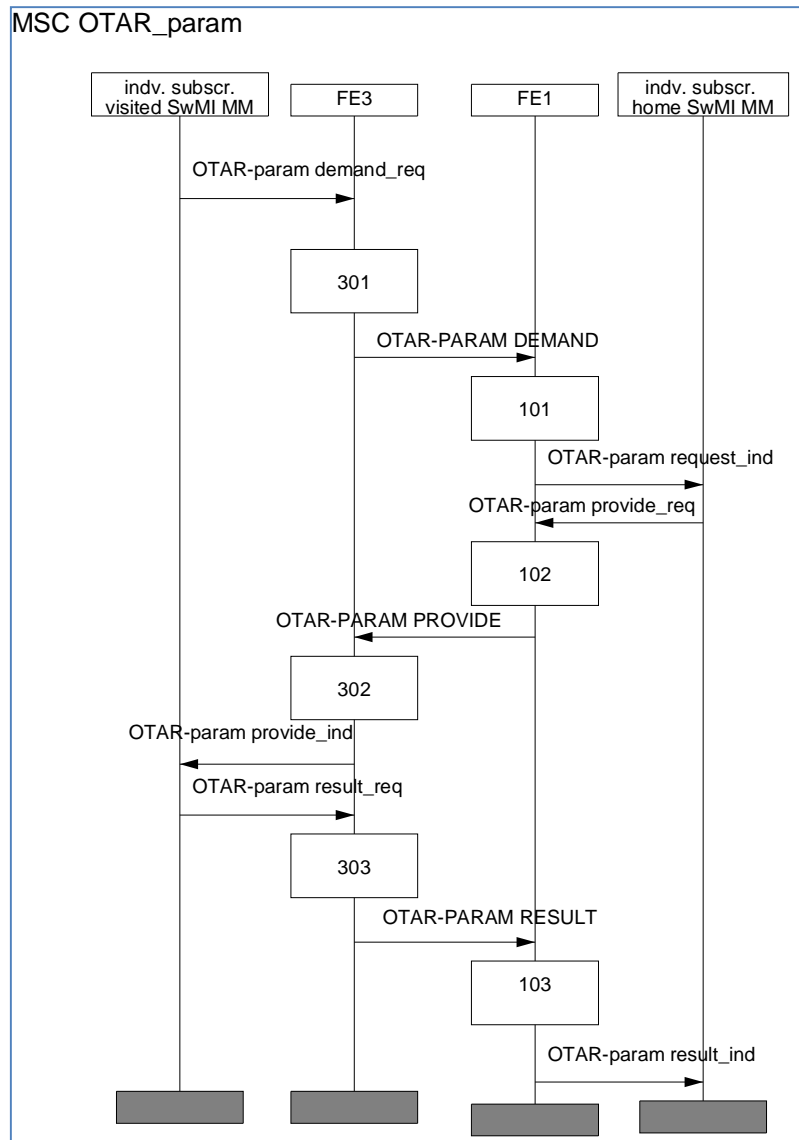 MSC OTAR_param
indv. subscr.
visited SwMI MM
FE3
FE1
indv. subscr.
home SwMI MM
OTAR-param demand_req
301
OTAR-PARAM DEMAND
101
OTAR-param request_ind
OTAR-param provide_req
102
OTAR-PARAM PROVIDE
302
OTAR-param provide_ind
OTAR-param result_req
303
OTAR-PARAM RESULT
103
OTAR-param result_ind